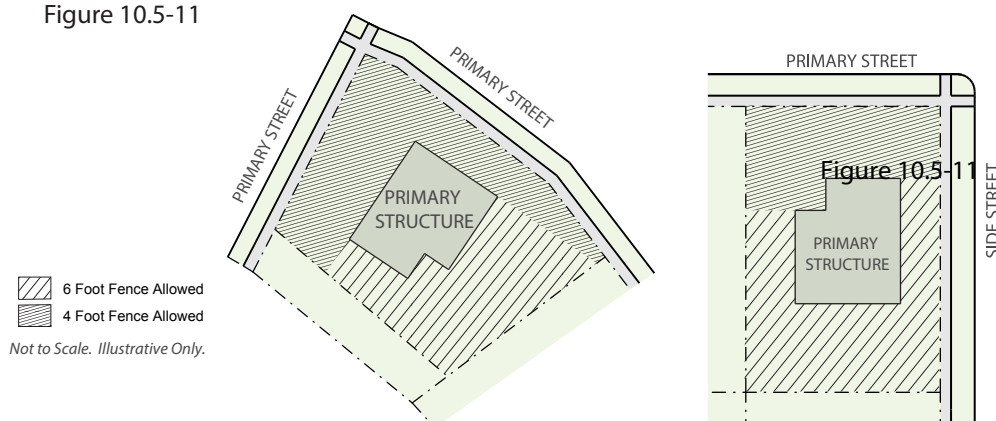 Figure 10.5-11
PRIMARY STREET
PRIMARY STREET
PRIMARY
STRUCTURE
6 Foot Fence Allowed
4 Foot Fence Allowed
Not to Scale. Illustrative Only.
PRIMARY STREET
Figure 10.5-11
SIDE STREET
PRIMARY
STRUCTURE